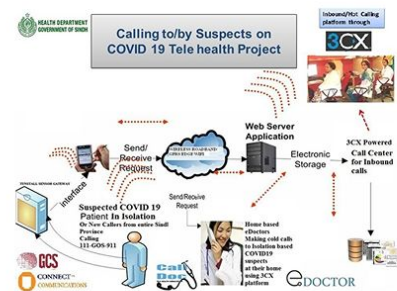 HEALTH DEPARTMENT
GOVERNMENT OF SINDH
Calling to/by Suspects on
COVID 19 Tele health Project
Inbound/Hot Calling
platform through
3CX
Send/
Receive
Request
Web Server
Application
Electronic
Storage
3CX Powered
Call Center
for Inbound
calls
interface
Suspected COVID 19
Patient In Isolation
Or New Callers from entire Sindh
Province
Calling
111-GOS-911
Send/Receive
Request
Home based
eDoctors
Making cold calls
to Isolation based
COVID19
suspects
at their home
using 3CX
platform
GCS
CONNECT
COMMUNICATIONS
Call
Doc
eDOCTOR